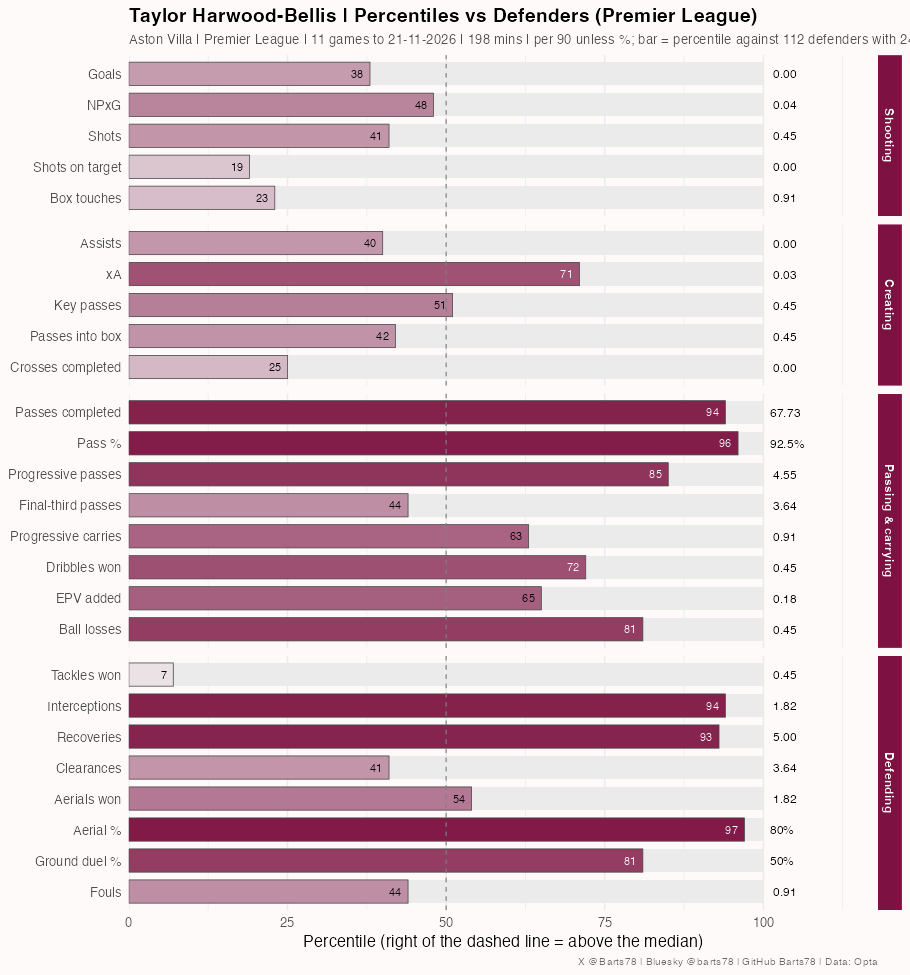 Taylor Harwood-Bellis | Percentiles vs Defenders (Premier League)
Aston Villa | Premier League | 11 games to 21-11-2026 | 198 mins | per 90 unless %; bar = percentile against 112 defenders with 24
Goals 38 0.00
NPxG 48 0.04
Shots 41 0.45
Shots on target 19 0.00
Box touches 23 0.91
Shooting
Assists 40 0.00
xA 71 0.03
Key passes 51 0.45
Passes into box 42 0.45
Crosses completed 25 0.00
Creating
Passes completed 94 67.73
Pass % 96 92.5%
Progressive passes 85 4.55
Final-third passes 44 3.64
Progressive carries 63 0.91
Dribbles won 72 0.45
EPV added 65 0.18
Ball losses 81 0.45
Passing & carrying
Tackles won 7 0.45
Interceptions 94 1.82
Recoveries 93 5.00
Clearances 41 3.64
Aerials won 54 1.82
Aerial % 97 80%
Ground duel % 81 50%
Fouls 44 0.91
Defending
0 25 50 75 100
Percentile (right of the dashed line = above the median)
X @Barts78 | Bluesky @barts78 | GitHub Barts78 | Data: Opta